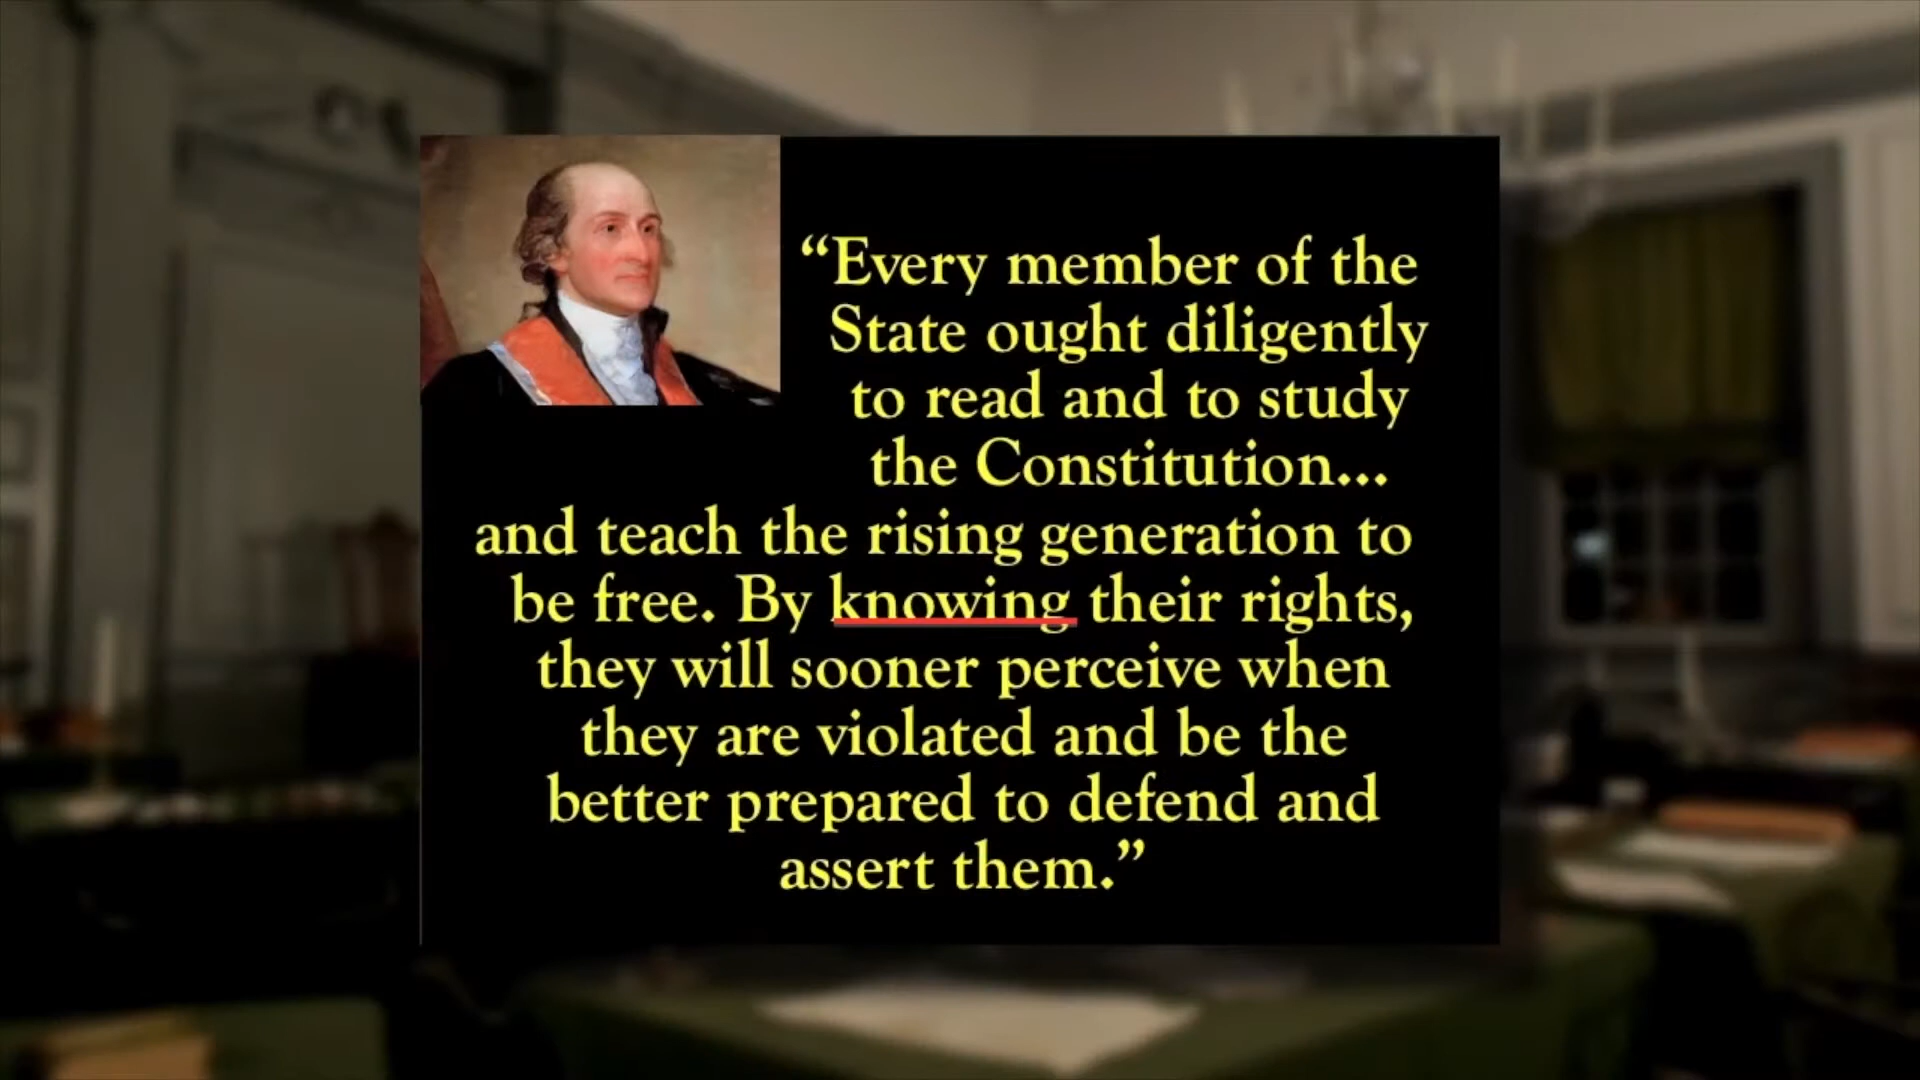 “Every member of the
State ought diligently
to read and to study
the Constitution...
and teach the rising generation to
be free. By knowing their rights,
they will sooner perceive when
they are violated and be the
better prepared to defend and
assert them.”